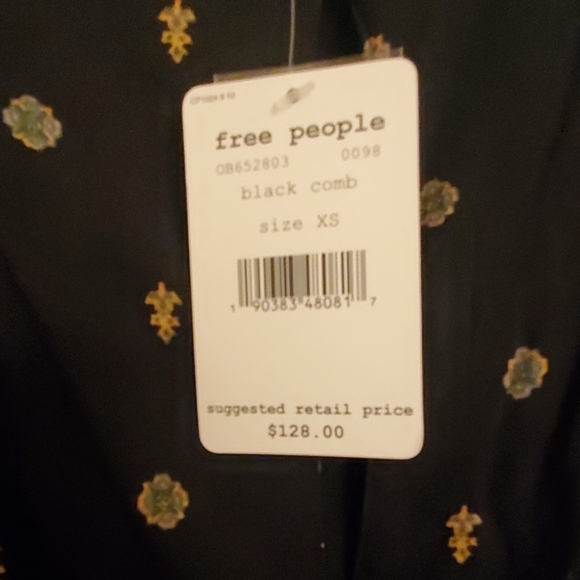 free people
OB652803 0098
black comb
size XS
1 90383 48081 7
suggested retail price
$128.00